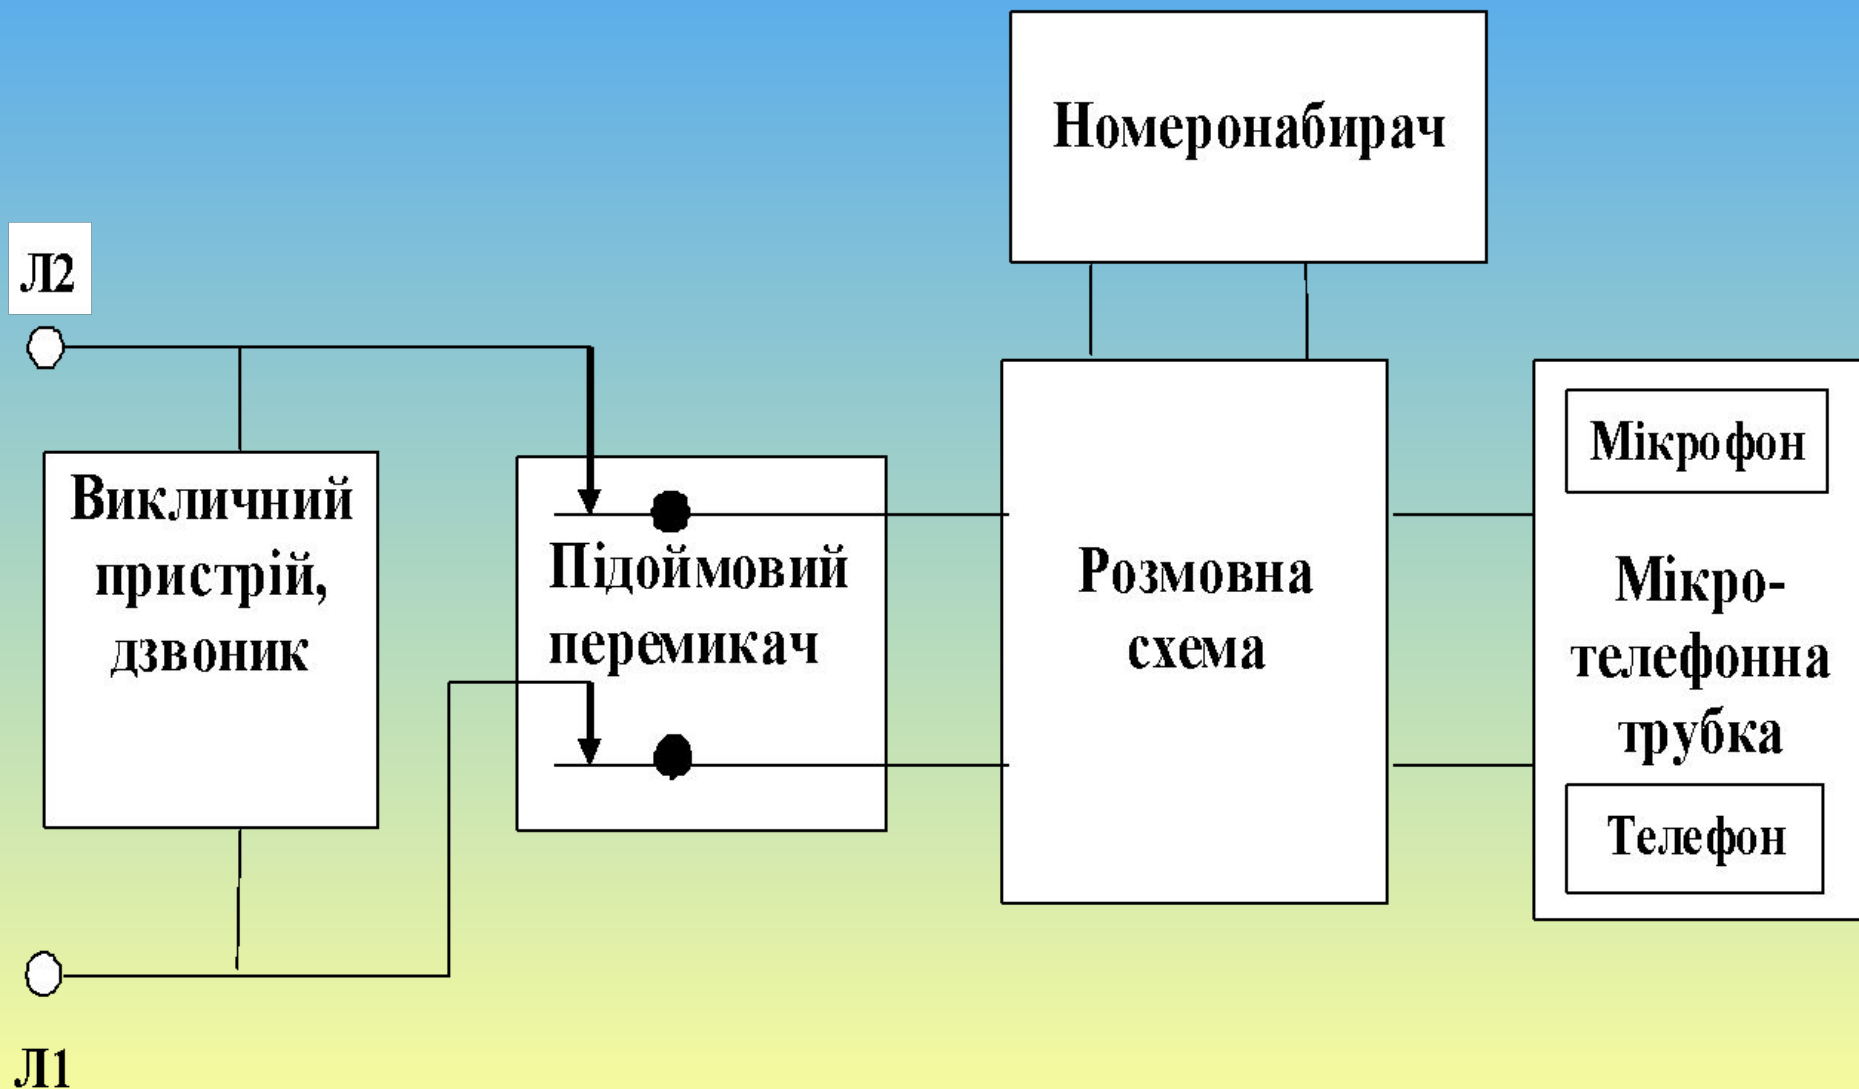 Номеронабирач
Л2
Викличний
пристрій,
дзвоник
Підоймовий
перемикач
Розмовна
схема
Мікрофон
Мікро-
телефонна
трубка
Телефон
Л1